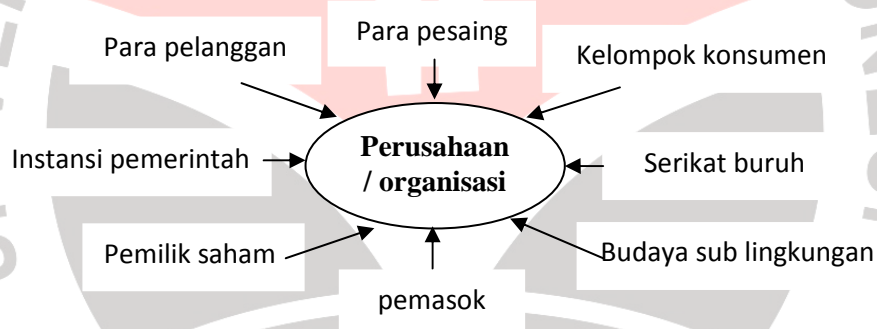 Para pelanggan
Para pesaing
Kelompok konsumen
Instansi pemerintah
Perusahaan
/ organisasi
Serikat buruh
Pemilik saham
Budaya sub lingkungan
pemasok